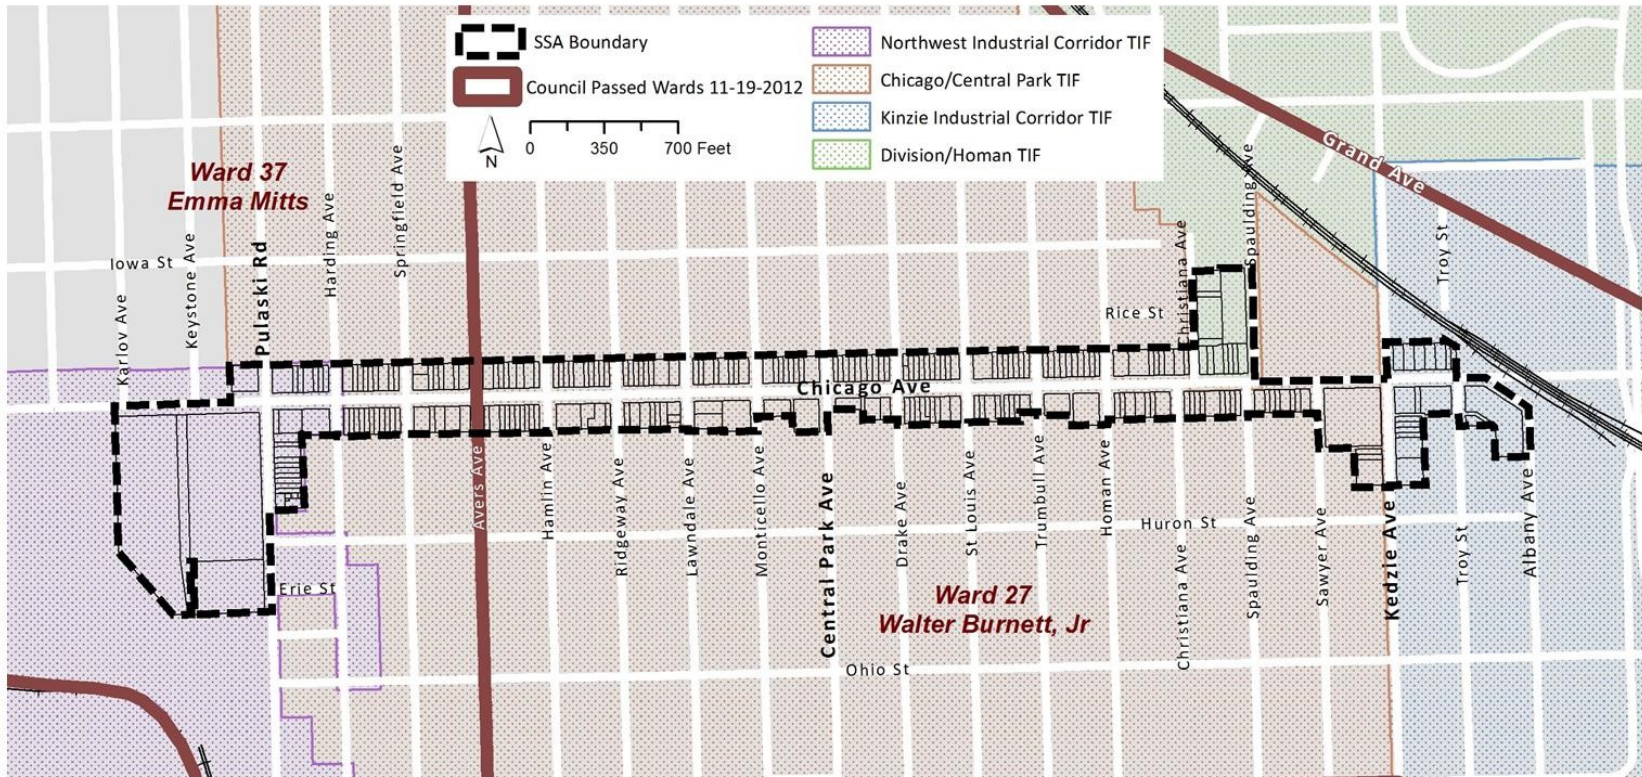 SSA Boundary
Council Passed Wards 11-19-2012
N
0 350 700 Feet
Northwest Industrial Corridor TIF
Chicago/Central Park TIF
Kinzie Industrial Corridor TIF
Division/Homan TIF
Ward 37
Emma Mitts
Grand Ave
Iowa St
Karlov Ave
Keystone Ave
Pulaski Rd
Harding Ave
Springfield Ave
Rice St
Christiana Ave
Spaulding Ave
Troy St
Chicago Ave
Avers Ave
Hamlin Ave
Ridgeway Ave
Lawndale Ave
Monticello Ave
Central Park Ave
Drake Ave
St Louis Ave
Trumbull Ave
Homan Ave
Huron St
Christiana Ave
Spaulding Ave
Sawyer Ave
Kedzie Ave
Troy St
Albany Ave
Erie St
Ward 27
Walter Burnett, Jr
Ohio St